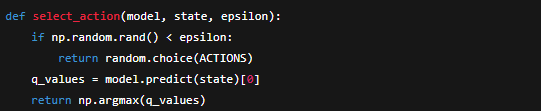 def select_action(model, state, epsilon):
    if np.random.rand() < epsilon:
        return random.choice(ACTIONS)
    q_values = model.predict(state)[0]
    return np.argmax(q_values)